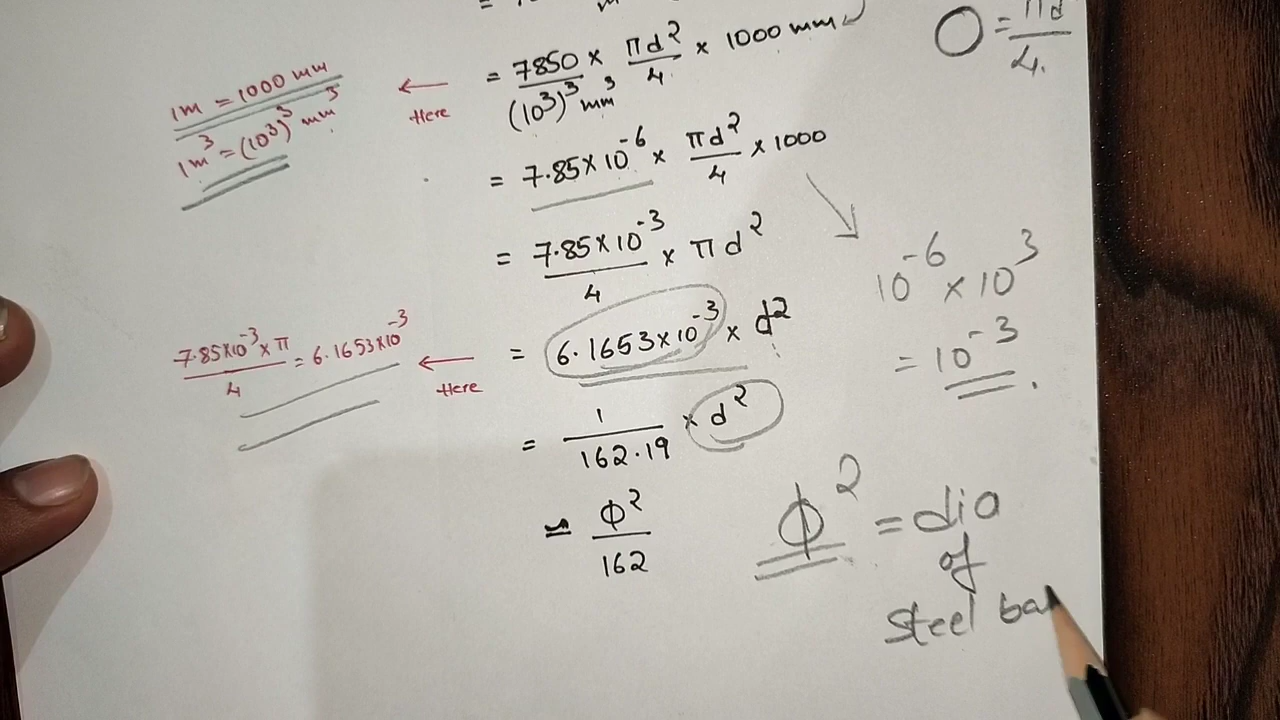 = 7850 / (10³)³ mm³ × πd² / 4 × 1000 mm
O = πd / 4.
1m = 1000 mm
1m³ = (10³)³ mm³
← Here
= 7.85×10⁻⁶ × πd² / 4 × 1000
= 7.85×10⁻³ / 4 × πd²
10⁻⁶ × 10³
= 10⁻³.
7.85×10⁻³ × π / 4 = 6.1653×10⁻³
← Here
= 6.1653×10⁻³ × d²
= 1 / 162.19 × d²
≃ Φ² / 162
Φ² = dia
of
Steel ba